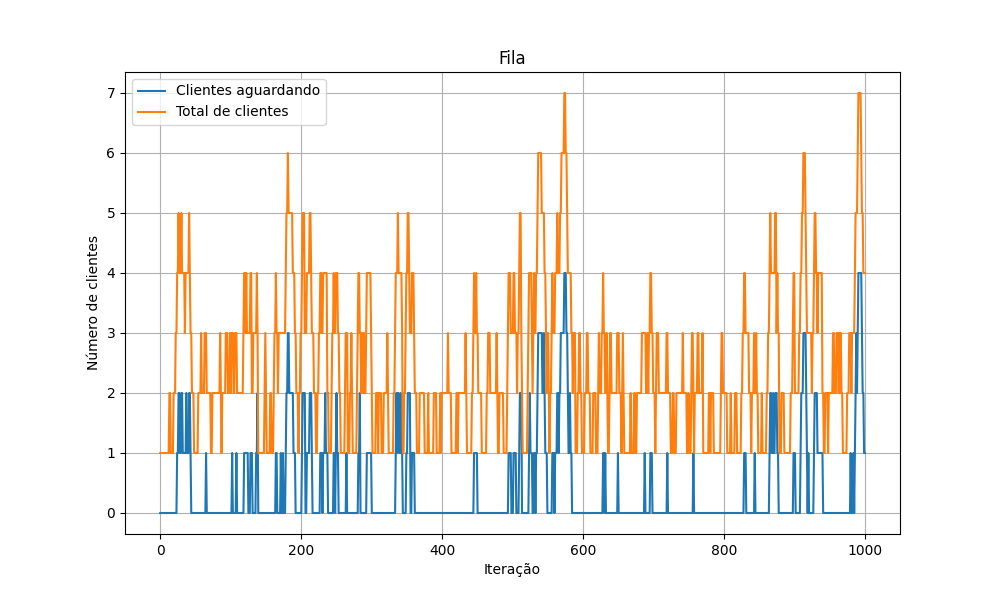 Fila
Clientes aguardando
Total de clientes
Número de clientes
7
6
5
4
3
2
1
0
0 200 400 600 800 1000
Iteração